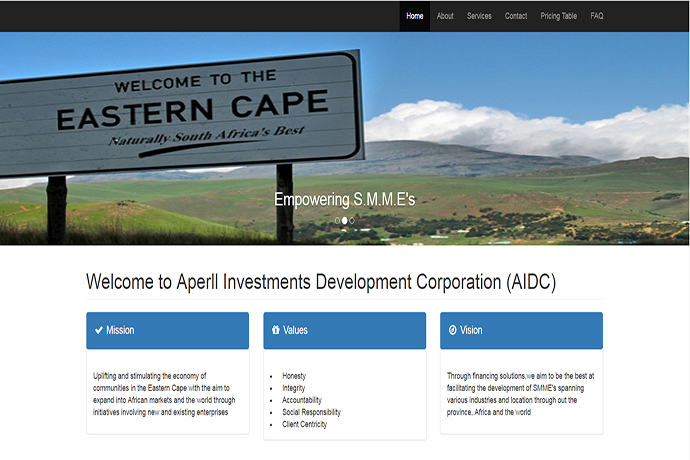 Home About Services Contact Pricing Table FAQ
WELCOME TO THE
EASTERN CAPE
Naturally South Africa's Best
Empowering S.M.M.E's
Welcome to Aperll Investments Development Corporation (AIDC)
Mission
Uplifting and stimulating the economy of
communities in the Eastern Cape with the aim to
expand into African markets and the world through
initiatives involving new and existing enterprises
Values
Honesty
Integrity
Accountability
Social Responsibility
Client Centricity
Vision
Through financing solutions,we aim to be the best at
facilitating the development of SMME's spanning
various industries and location through out the
province, Africa and the world